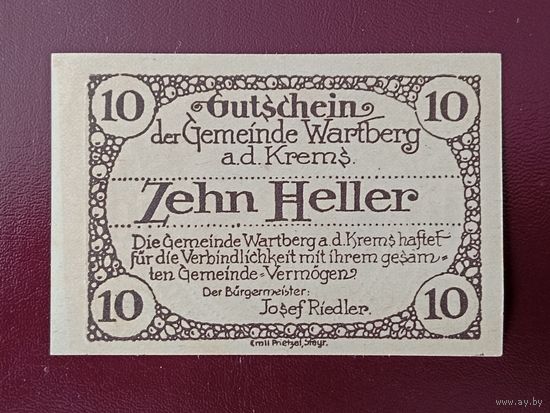 10 Gutschein 10
der Gemeinde Wartberg
a.d. Krems.
Zehn Heller
Die Gemeinde Wartberg a.d. Krems haftet
für die Verbindlichkeit mit ihrem gesam-
ten Gemeinde-Vermögen.
Der Bürgermeister:
10 Josef Riedler. 10
Emil Prietzel, Steyr.
www.ay.by